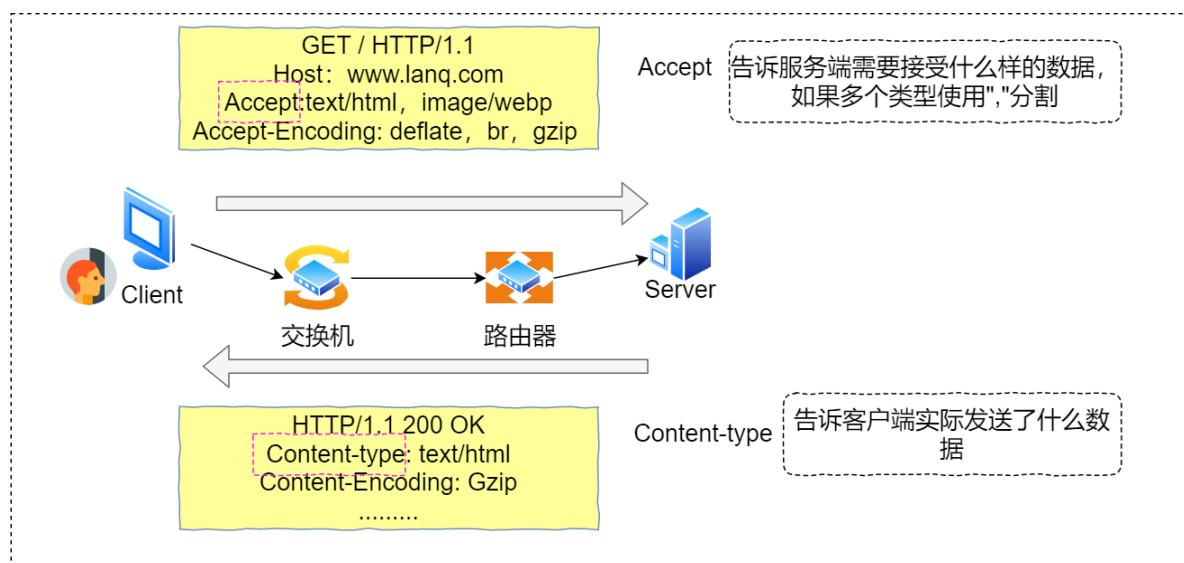 GET / HTTP/1.1
Host：www.lanq.com
Accept:text/html，image/webp
Accept-Encoding: deflate，br，gzip
Accept
告诉服务端需要接受什么样的数据，
如果多个类型使用","分割
Client
交换机
路由器
Server
HTTP/1.1 200 OK
Content-type: text/html
Content-Encoding: Gzip
.........
Content-type
告诉客户端实际发送了什么数
据